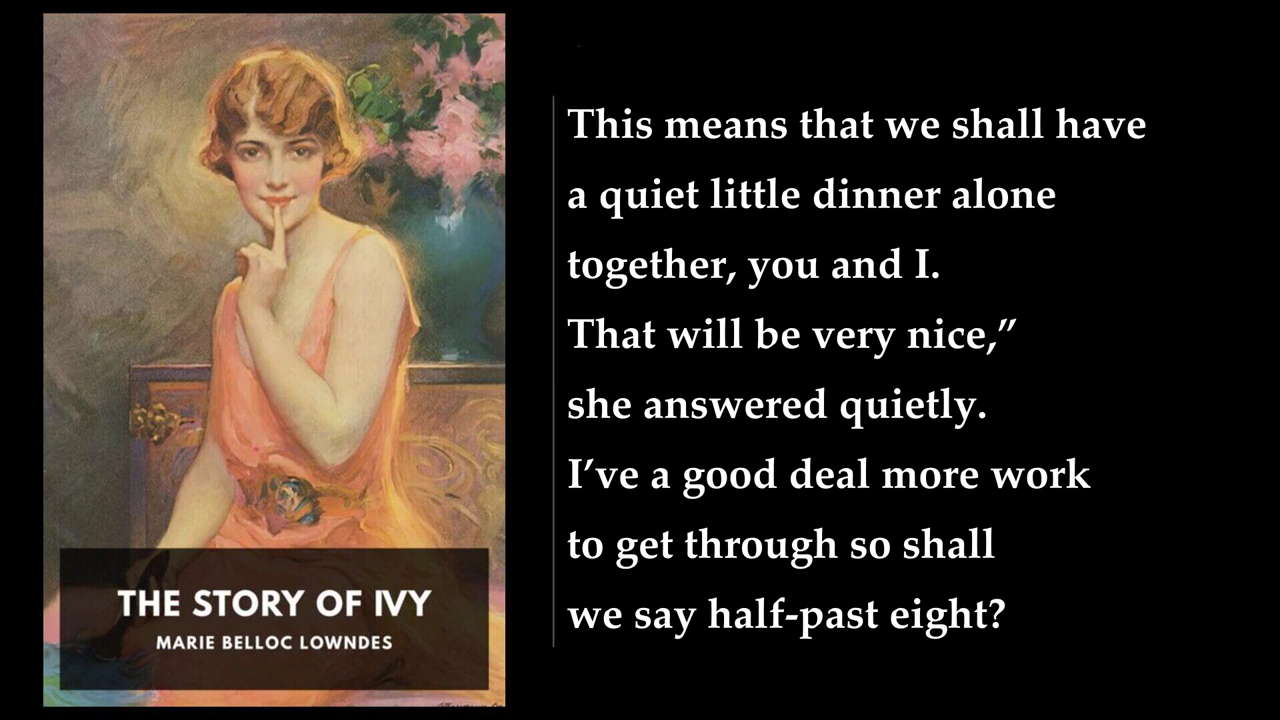 THE STORY OF IVY
MARIE BELLOC LOWNDES
This means that we shall have
a quiet little dinner alone
together, you and I.
That will be very nice,”
she answered quietly.
I’ve a good deal more work
to get through so shall
we say half-past eight?